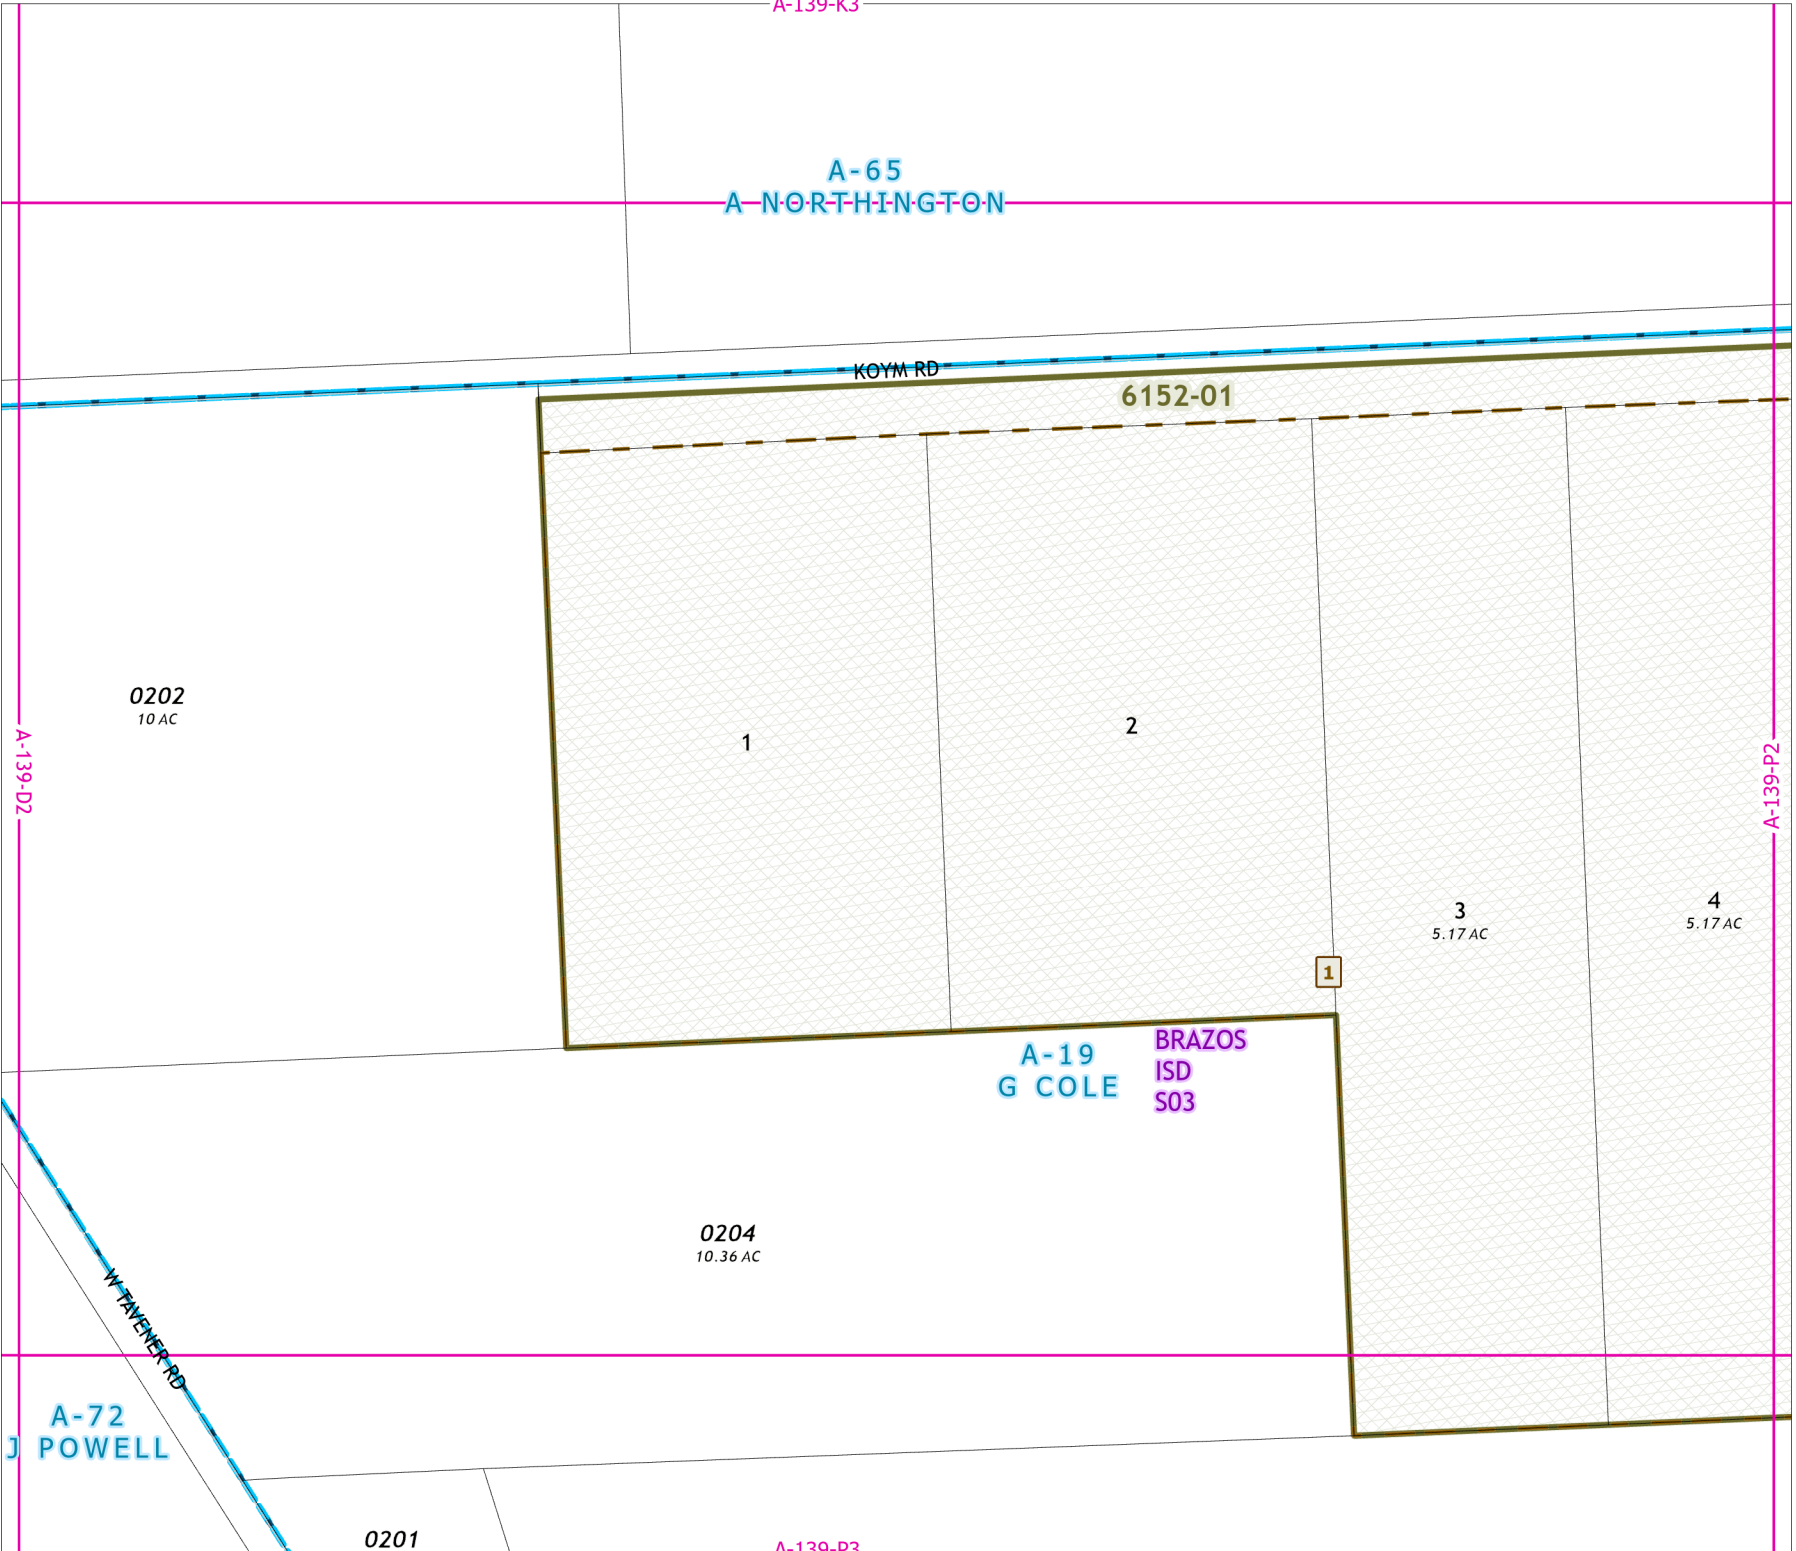 A-139-K3
A-65
A NORTHINGTON
KOYM RD
6152-01
0202
10 AC
A-139-D2
1
2
A-139-P2
3
5.17 AC
4
5.17 AC
1
A-19
G COLE
BRAZOS
ISD
S03
0204
10.36 AC
W TAVENER RD
A-72
J POWELL
0201